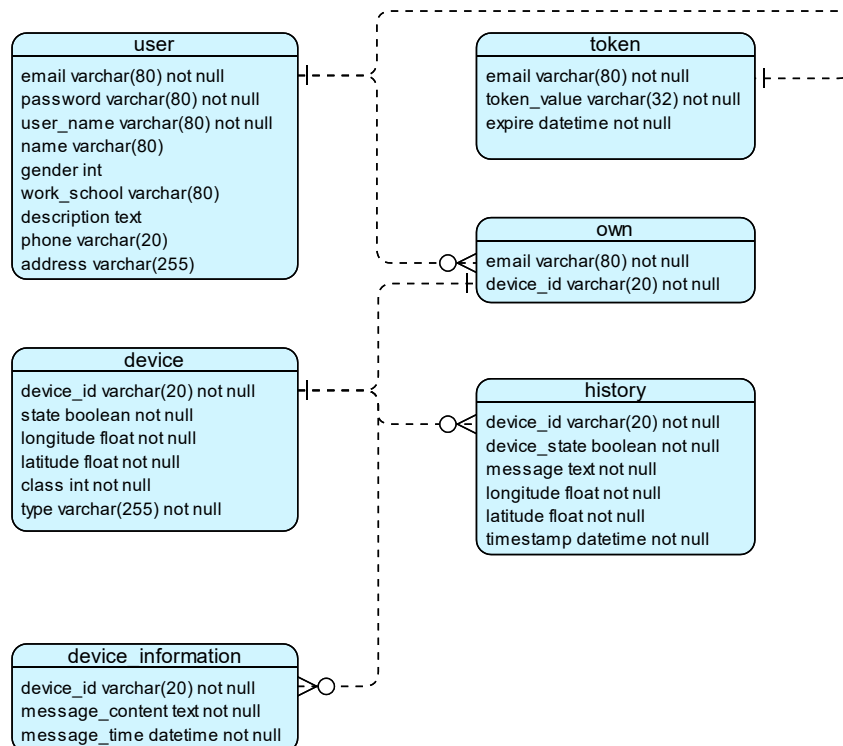 user
email varchar(80) not null
password varchar(80) not null
user_name varchar(80) not null
name varchar(80)
gender int
work_school varchar(80)
description text
phone varchar(20)
address varchar(255)
token
email varchar(80) not null
token_value varchar(32) not null
expire datetime not null
own
email varchar(80) not null
device_id varchar(20) not null
device
device_id varchar(20) not null
state boolean not null
longitude float not null
latitude float not null
class int not null
type varchar(255) not null
history
device_id varchar(20) not null
device_state boolean not null
message text not null
longitude float not null
latitude float not null
timestamp datetime not null
device_information
device_id varchar(20) not null
message_content text not null
message_time datetime not null